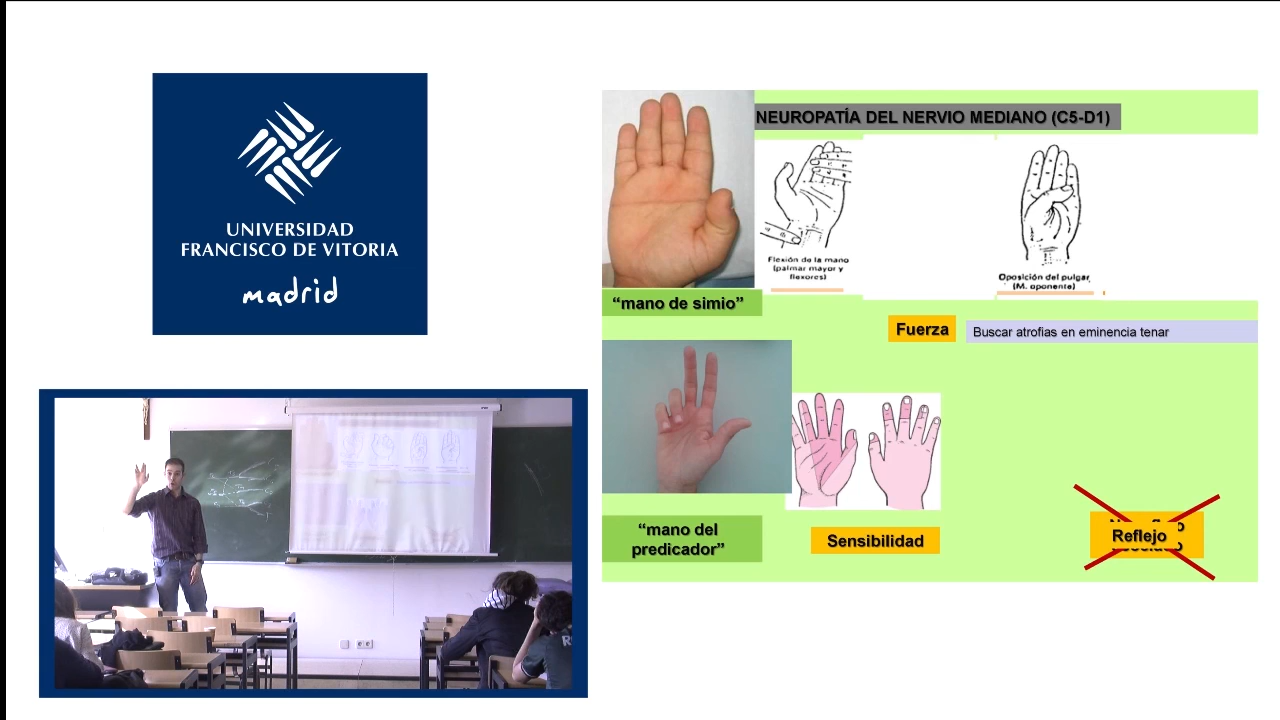 UNIVERSIDAD
FRANCISCO DE VITORIA
madrid
NEUROPATÍA DEL NERVIO MEDIANO (C5-D1)
Flexión de la mano
(palmar mayor y
flexores)
Oposición del pulgar
(M. oponente)
“mano de simio”
Fuerza
Buscar atrofias en eminencia tenar
“mano del
predicador”
Sensibilidad
Reflejo